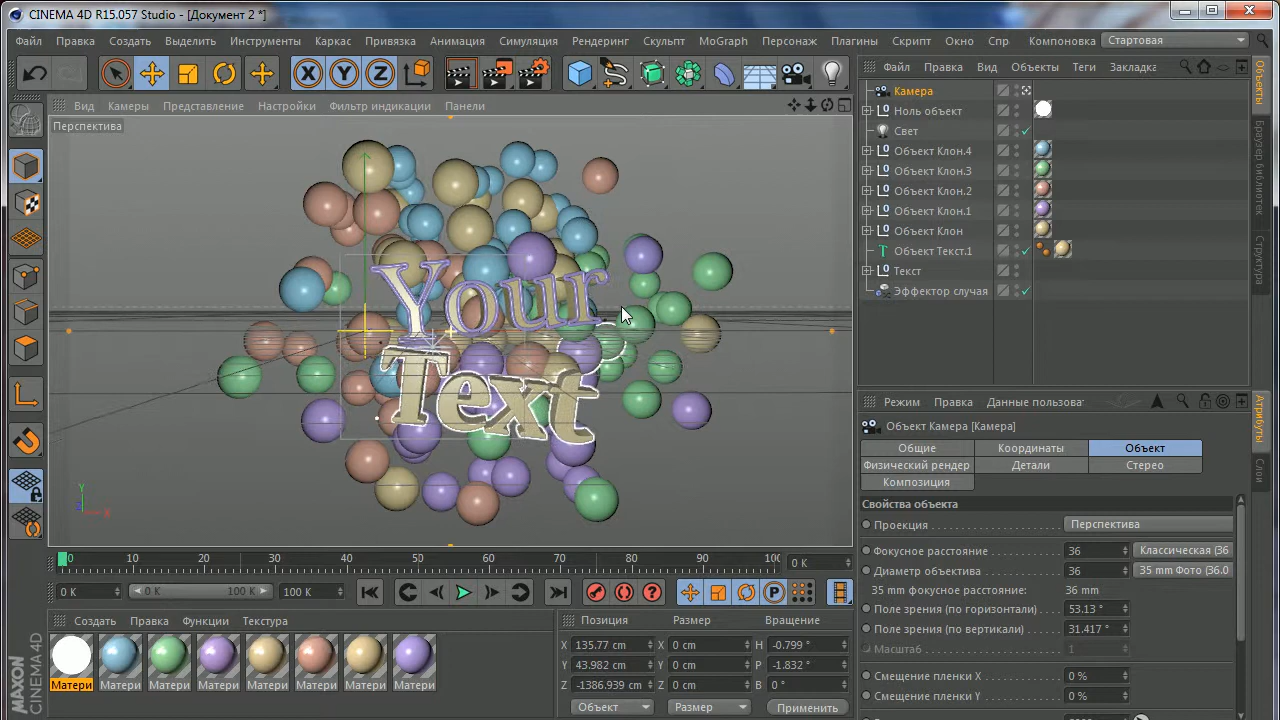 CINEMA 4D R15.057 Studio - [Документ 2 *]
Файл Правка Создать Выделить Инструменты Каркас Привязка Анимация Симуляция Рендеринг Скульпт MoGraph Персонаж Плагины Скрипт Окно Спр Компоновка Стартовая
X Y Z
Файл Правка Вид Объекты Теги Закладка
Вид Камеры Представление Настройки Фильтр индикации Панели
Перспектива
Камера
Ноль объект
Свет
Объект Клон.4
Объект Клон.3
Объект Клон.2
Объект Клон.1
Объект Клон
Объект Текст.1
Текст
Эффектор случая
Объекты
Браузер библиотек
Структура
Your
Text
Y
X
Z
Режим Правка Данные пользова
Атрибуты
Слои
Объект Камера [Камера]
Общие Координаты Объект
Физический рендер Детали Стерео
Композиция
Свойства объекта
Проекция Перспектива
Фокусное расстояние 36 Классическая (36
Диаметр объектива 36 35 mm Фото (36.0
35 mm фокусное расстояние: 36 mm
Поле зрения (по горизонтали) 53.13 °
Поле зрения (по вертикали) 31.417 °
Масштаб 1
Смещение пленки X 0 %
Смещение пленки Y 0 %
0 10 20 30 40 50 60 70 80 90 100 0 K
0 K 0 K 100 K 100 K
P
Создать Правка Функции Текстура
Матери Матери Матери Матери Матери Матери Матери Матери
Позиция Размер Вращение
X 135.77 cm X 0 cm H -0.799 °
Y 43.982 cm Y 0 cm P -1.832 °
Z -1386.939 cm Z 0 cm B 0 °
Объект Размер Применить
MAXON
CINEMA 4D